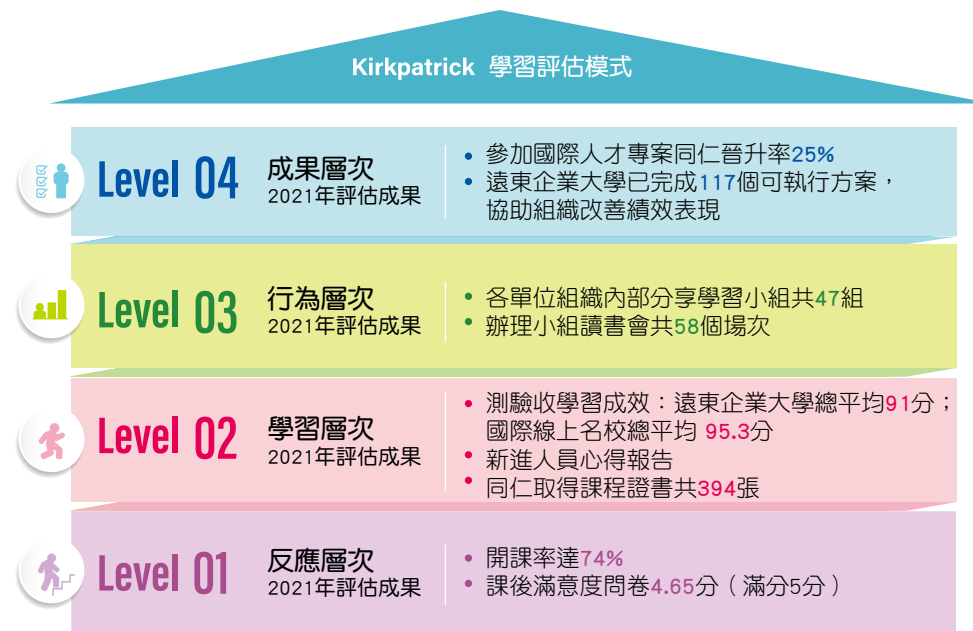 Kirkpatrick 學習評估模式
Level 04
成果層次
2021年評估成果
• 參加國際人才專案同仁晉升率25%
• 遠東企業大學已完成117個可執行方案，
協助組織改善績效表現
Level 03
行為層次
2021年評估成果
• 各單位組織內部分享學習小組共47組
• 辦理小組讀書會共58個場次
Level 02
學習層次
2021年評估成果
• 測驗收學習成效：遠東企業大學總平均91分；
國際線上名校總平均 95.3分
• 新進人員心得報告
• 同仁取得課程證書共394張
Level 01
反應層次
2021年評估成果
• 開課率達74%
• 課後滿意度問卷4.65分（滿分5分）